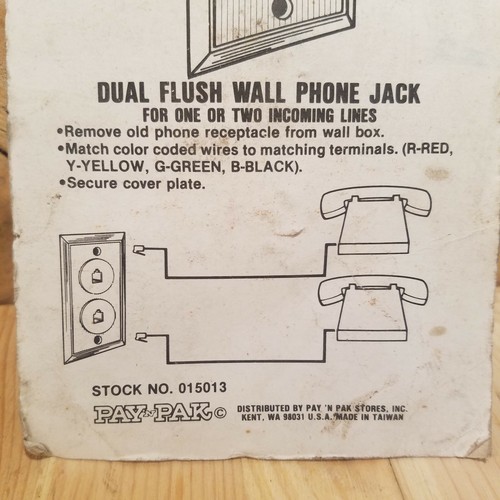 DUAL FLUSH WALL PHONE JACK
FOR ONE OR TWO INCOMING LINES
•Remove old phone receptacle from wall box.
•Match color coded wires to matching terminals. (R-RED,
Y-YELLOW, G-GREEN, B-BLACK).
•Secure cover plate.
STOCK NO. 015013
PAY'N PAK©
DISTRIBUTED BY PAY 'N PAK STORES, INC.
KENT, WA 98031 U.S.A. MADE IN TAIWAN